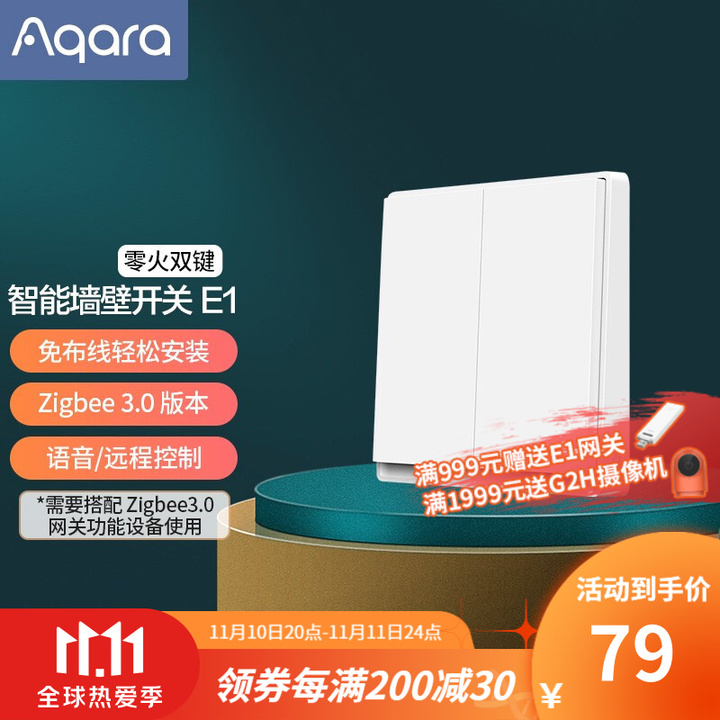 Aqara
零火双键
智能墙壁开关 E1
免布线轻松安装
Zigbee 3.0 版本
语音/远程控制
*需要搭配 Zigbee3.0
网关功能设备使用
满999元赠送E1网关
满1999元送G2H摄像机
活动到手价
11.11
11月10日20点-11月11日24点
¥
79
全球热爱季
领券每满200减30